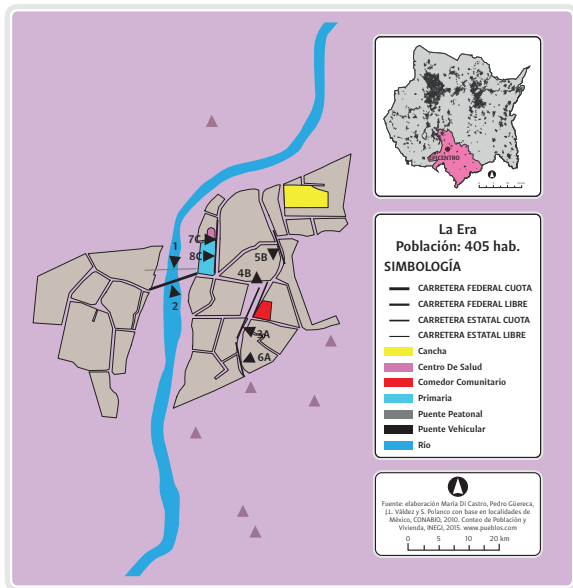 EPICENTRO
La Era
Población: 405 hab.
SIMBOLOGÍA
CARRETERA FEDERAL CUOTA
CARRETERA FEDERAL LIBRE
CARRETERA ESTATAL CUOTA
CARRETERA ESTATAL LIBRE
Cancha
Centro De Salud
Comedor Comunitario
Primaria
Puente Peatonal
Puente Vehicular
Río
Fuente: elaboración María Di Castro, Pedro Güereca,
J.L. Váldez y S. Polanco con base en localidades de
México, CONABIO, 2010. Conteo de Población y
Vivienda, INEGI, 2015. www.pueblos.com
0 5 10 20 km
1
7C
8C
5B
4B
2
3A
6A